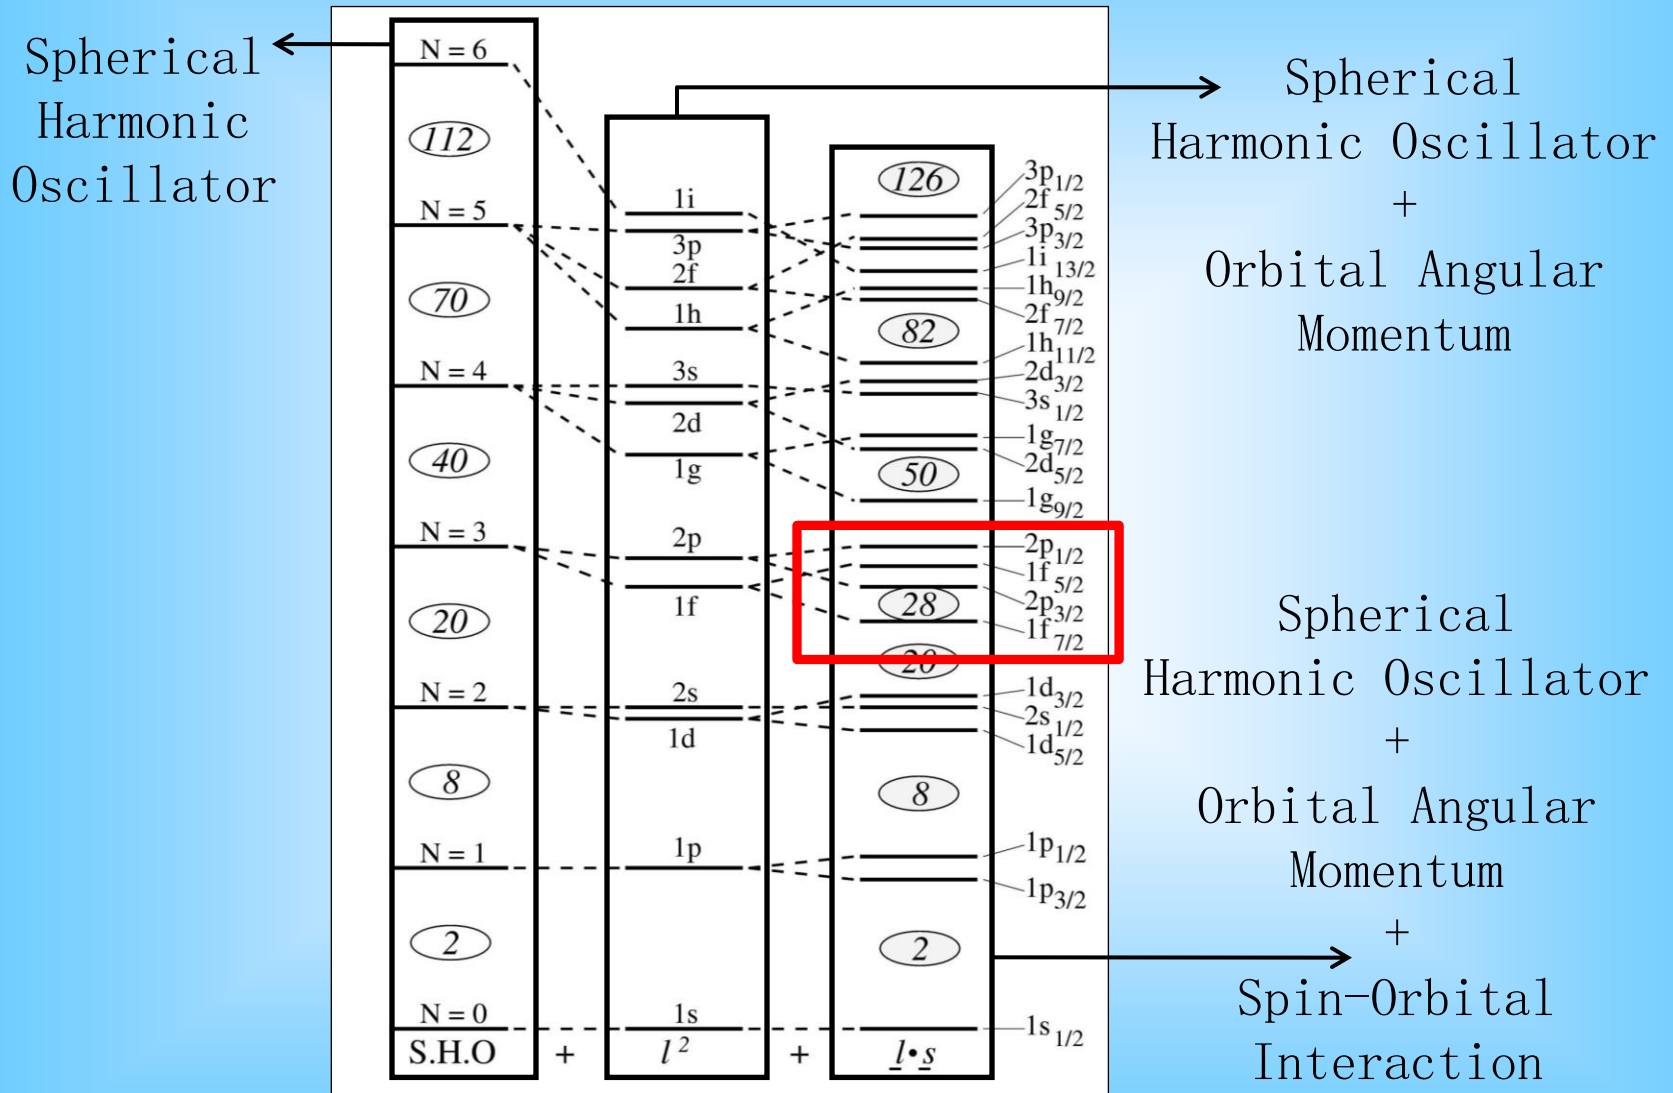 Spherical
Harmonic
Oscillator
N = 6
112
N = 5
70
N = 4
40
N = 3
20
N = 2
8
N = 1
2
N = 0
S.H.O
+
1i
3p
2f
1h
3s
2d
1g
2p
1f
2s
1d
1p
1s
l²
+
126
82
50
28
20
8
2
l•s
3p1/2
2f5/2
3p3/2
1i13/2
1h9/2
2f7/2
1h11/2
2d3/2
3s1/2
1g7/2
2d5/2
1g9/2
2p1/2
1f5/2
2p3/2
1f7/2
1d3/2
2s1/2
1d5/2
1p1/2
1p3/2
1s1/2
Spherical
Harmonic Oscillator
+
Orbital Angular
Momentum
Spherical
Harmonic Oscillator
+
Orbital Angular
Momentum
+
Spin-Orbital
Interaction